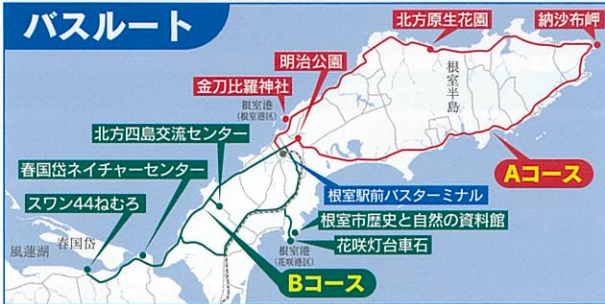 バスルート
北方原生花園
納沙布岬
明治公園
金刀比羅神社
根室港
(根室港区)
根室半島
北方四島交流センター
Aコース
春国岱ネイチャーセンター
根室駅前バスターミナル
スワン44ねむろ
根室市歴史と自然の資料館
風蓮湖
春国岱
根室港
(花咲港区)
花咲灯台車石
Bコース